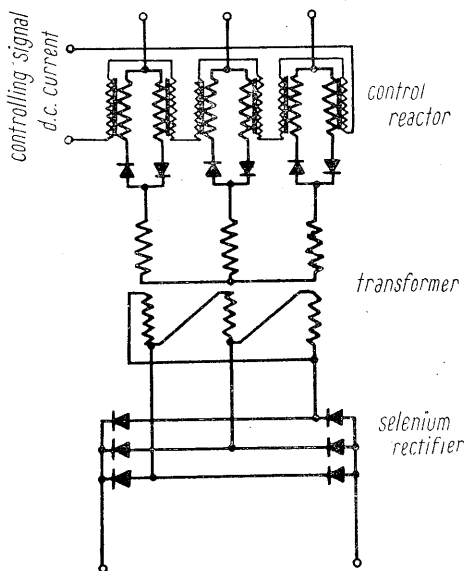 controlling signal
d.c. current
control
reactor
transformer
selenium
rectifier